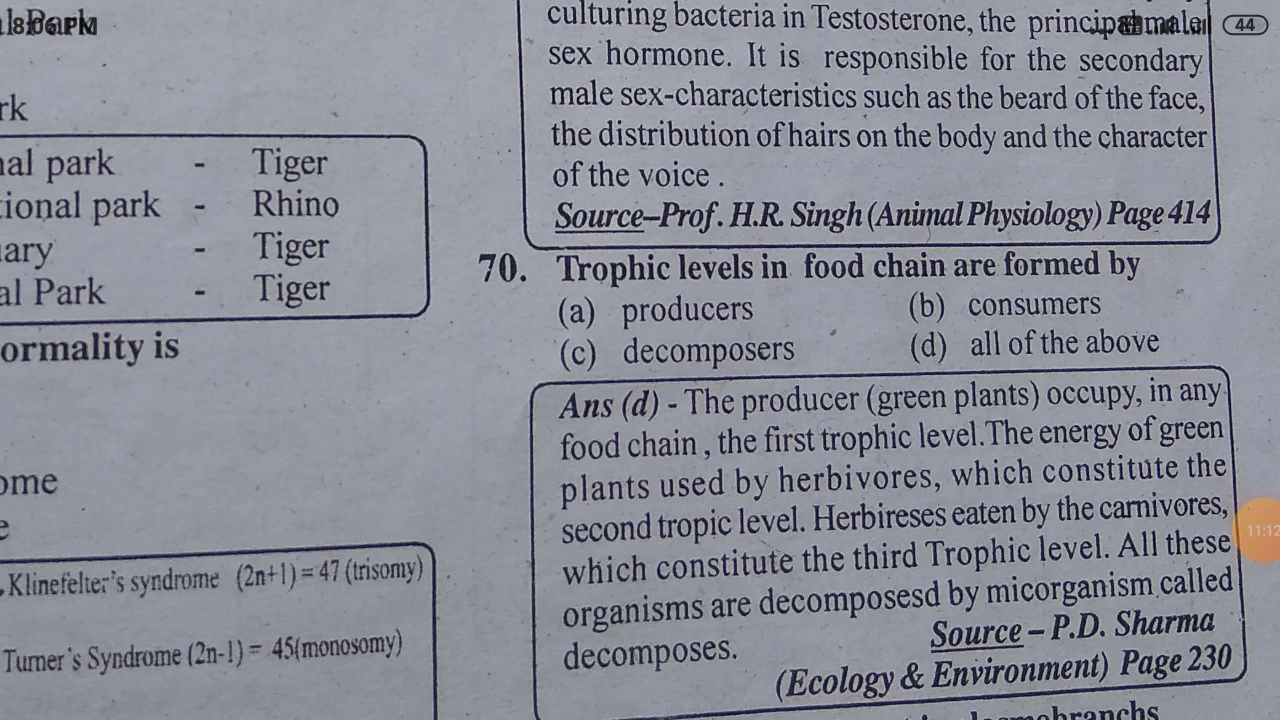 8:06 PM
44
rk
nal park - Tiger
tional park - Rhino
uary - Tiger
al Park - Tiger
ormality is
ome
e
Klinefelter's syndrome (2n+1) = 47 (trisomy)
Turner's Syndrome (2n-1) = 45(monosomy)
culturing bacteria in Testosterone, the principal male
sex hormone. It is responsible for the secondary
male sex-characteristics such as the beard of the face,
the distribution of hairs on the body and the character
of the voice .
Source–Prof. H.R. Singh (Animal Physiology) Page 414
70. Trophic levels in food chain are formed by
(a) producers (b) consumers
(c) decomposers (d) all of the above
Ans (d) - The producer (green plants) occupy, in any
food chain , the first trophic level.The energy of green
plants used by herbivores, which constitute the
second tropic level. Herbireses eaten by the carnivores,
which constitute the third Trophic level. All these
organisms are decomposesd by micorganism called
decomposes.
Source – P.D. Sharma
(Ecology & Environment) Page 230
11:12